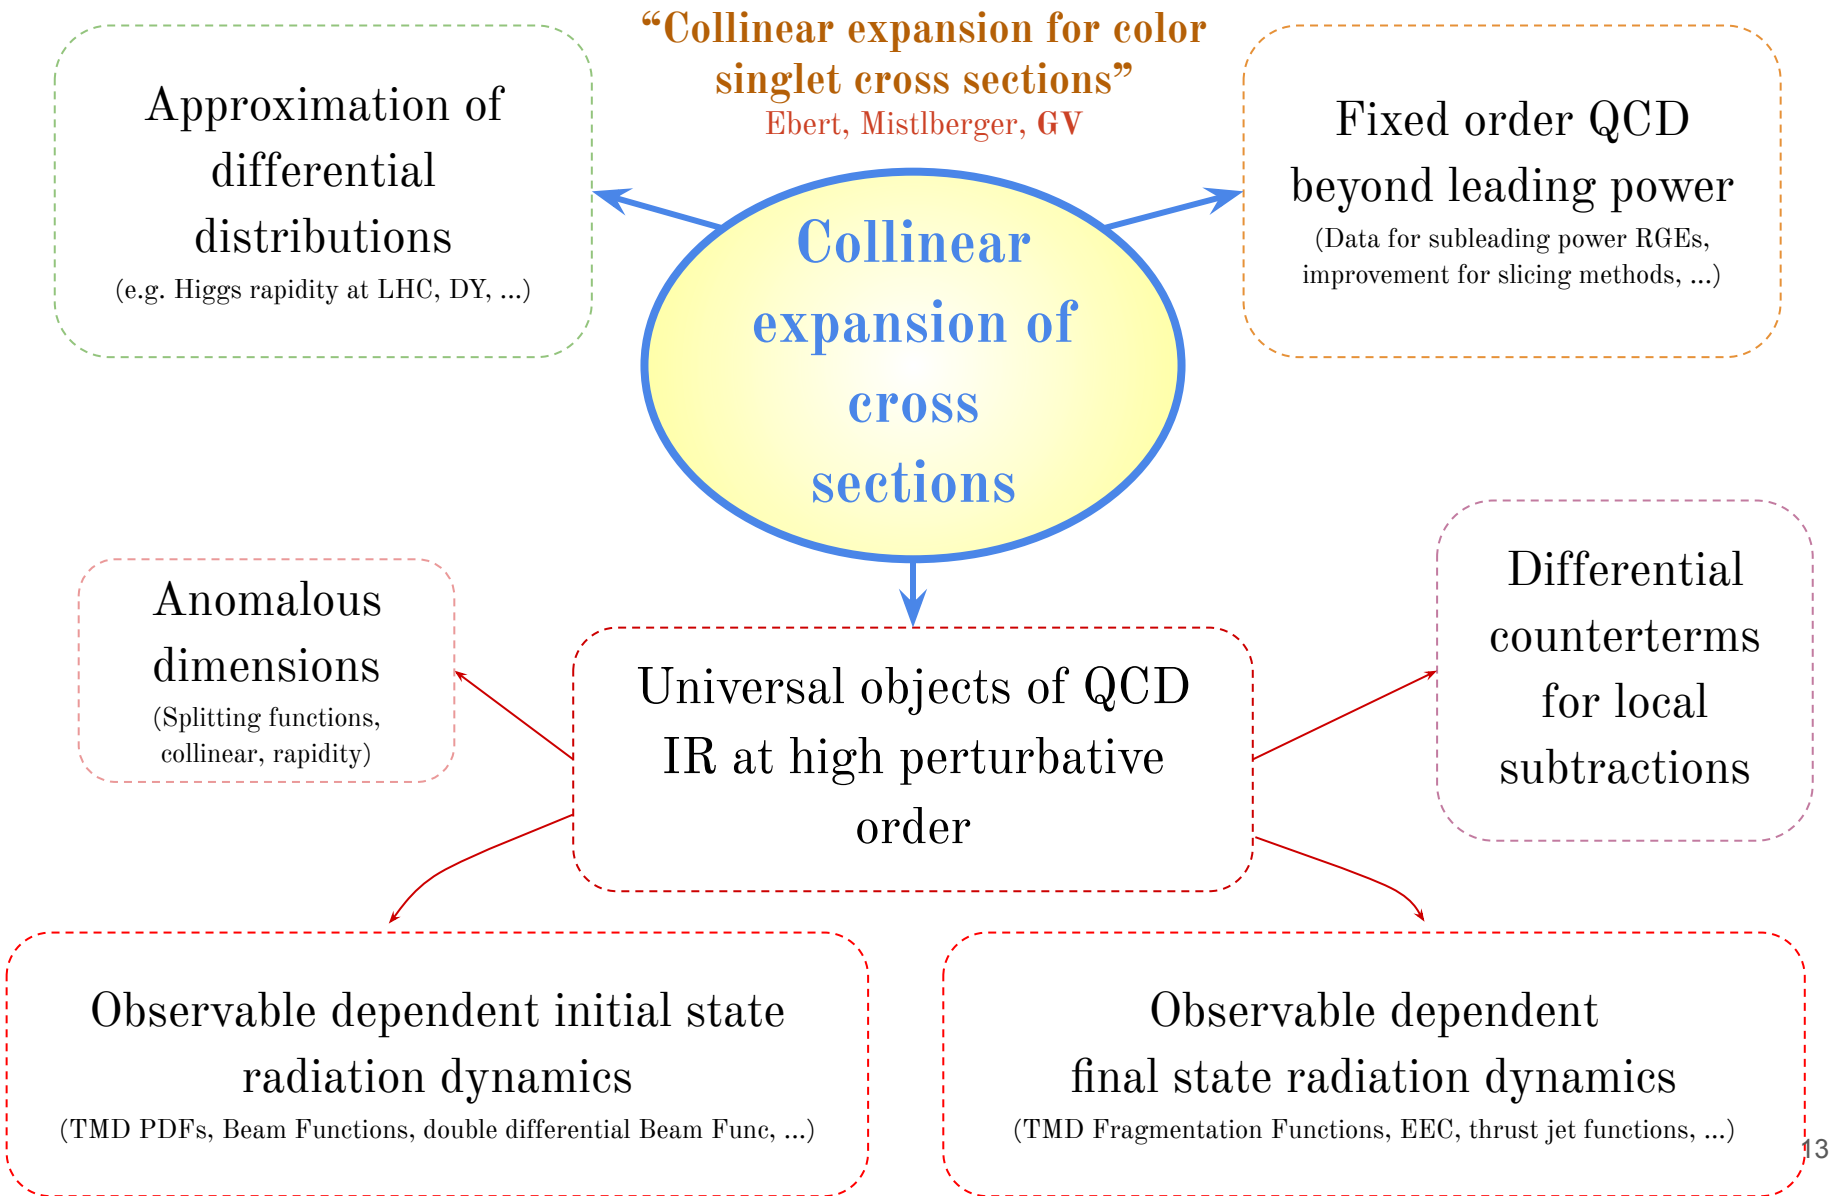 “Collinear expansion for color
singlet cross sections”
Ebert, Mistlberger, GV
Approximation of
differential
distributions
(e.g. Higgs rapidity at LHC, DY, ...)
Fixed order QCD
beyond leading power
(Data for subleading power RGEs,
improvement for slicing methods, ...)
Collinear
expansion of
cross
sections
Anomalous
dimensions
(Splitting functions,
collinear, rapidity)
Universal objects of QCD
IR at high perturbative
order
Differential
counterterms
for local
subtractions
Observable dependent initial state
radiation dynamics
(TMD PDFs, Beam Functions, double differential Beam Func, ...)
Observable dependent
final state radiation dynamics
(TMD Fragmentation Functions, EEC, thrust jet functions, ...)
13